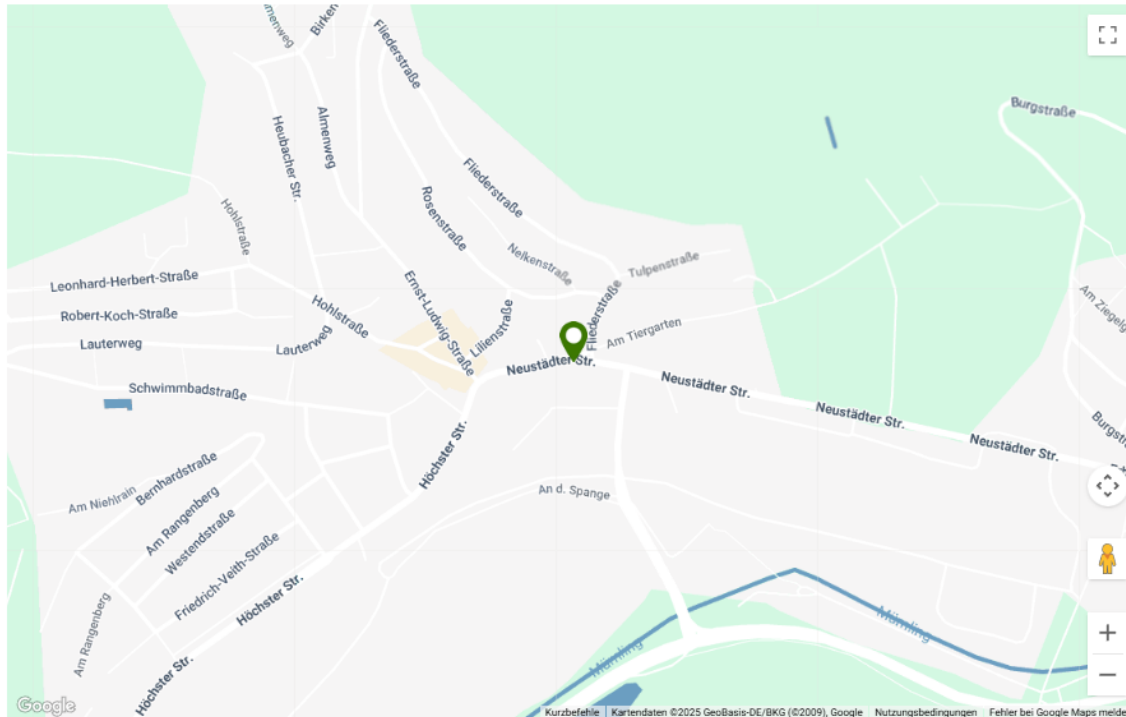 Birken
Fliederstraße
Burgstraße
Almenweg
Heubacher Str.
Fliederstraße
Rosenstraße
Hohlstraße
Nelkenstraße
Tulpenstraße
Leonhard-Herbert-Straße
Ernst-Ludwig-Straße
Fliederstraße
Robert-Koch-Straße
Hohlstraße
Lilienstraße
Am Tiergarten
Lauterweg
Lauterweg
Neustädter Str.
Neustädter Str.
Neustädter Str.
Neustädter Str.
Schwimmbadstraße
Burgstr
Höchster Str.
Bernhardstraße
Am Niehlrain
An d. Spange
Am Rangenberg
Westendstraße
Friedrich-Veith-Straße
Höchster Str.
Am Rangenberg
Mümling
Mümling
Höchster Str.
Am Ziegelg
Google
Kurzbefehle
Kartendaten ©2025 GeoBasis-DE/BKG (©2009), Google
Nutzungsbedingungen
Fehler bei Google Maps melde